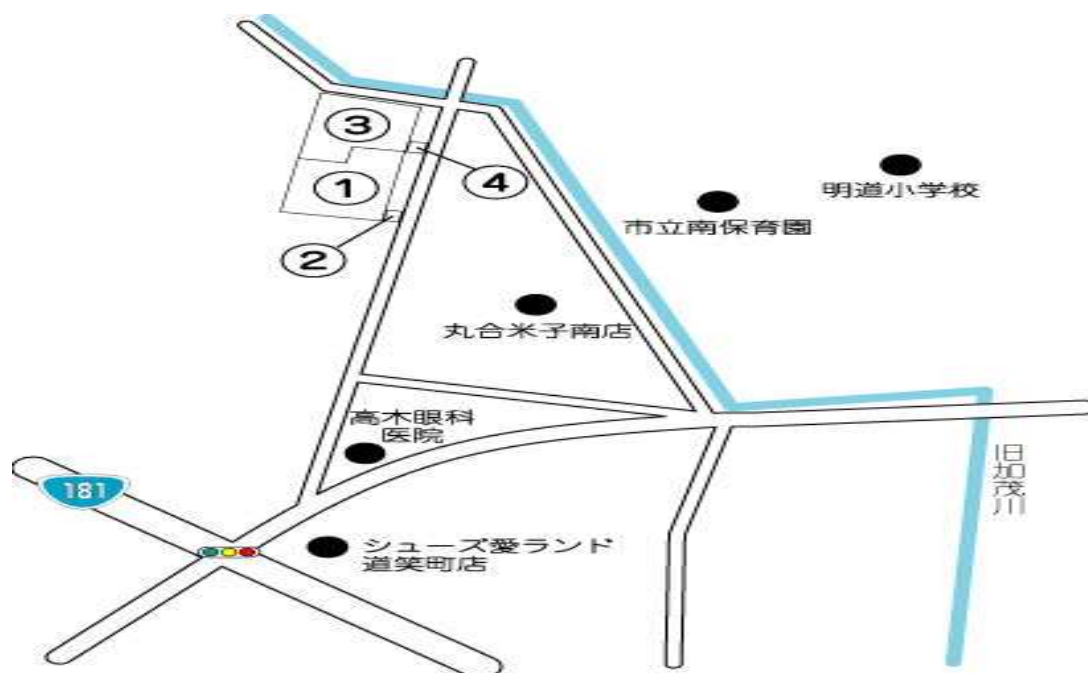 ③
④
①
②
明道小学校
市立南保育園
丸合米子南店
高木眼科
医院
旧加茂川
181
シューズ愛ランド
道笑町店